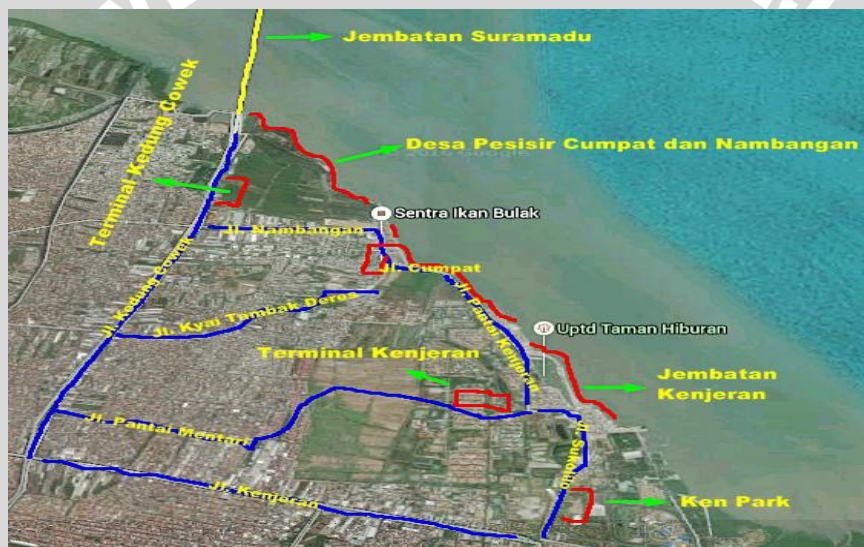 Jembatan Suramadu
Terminal Kedung Cowek
Desa Pesisir Cumpat dan Nambangan
Sentra Ikan Bulak
Jl. Nambangan
Jl. Cumpat
Jl. Kedung Cowek
Jl. Kyai Tambak Deres
Jl. Pantai Kenjeran
Uptd Taman Hiburan
Terminal Kenjeran
Jembatan
Kenjeran
Jl. Pantai Mentari
Jl. Sukolilo
Jl. Kenjeran
Ken Park